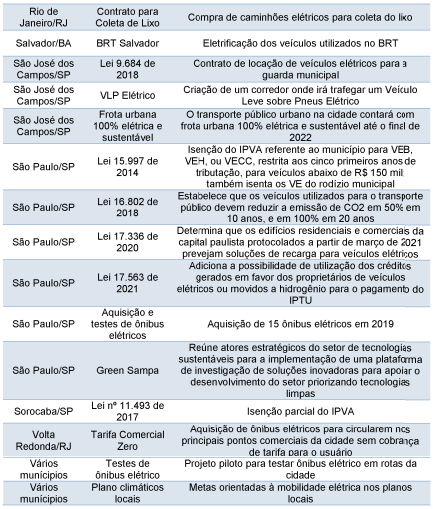 Rio de Janeiro/RJ
Contrato para Coleta de Lixo
Compra de caminhões elétricos para coleta do lixo
Salvador/BA
BRT Salvador
Eletrificação dos veículos utilizados no BRT
São José dos Campos/SP
Lei 9.684 de 2018
Contrato de locação de veículos elétricos para a
guarda municipal
São José dos Campos/SP
VLP Elétrico
Criação de um corredor onde irá trafegar um Veículo
Leve sobre Pneus Elétrico
São José dos Campos/SP
Frota urbana 100% elétrica e sustentável
O transporte público urbano na cidade contará com
frota urbana 100% elétrica e sustentável até o final de
2022
São Paulo/SP
Lei 15.997 de 2014
Isenção do IPVA referente ao município para VEB,
VEH, ou VECC, restrita aos cinco primeiros anos de
tributação, para veículos abaixo de R$ 150 mil,
também isenta os VE do rodízio municipal
São Paulo/SP
Lei 16.802 de 2018
Estabelece que os veículos utilizados para o transporte
público devem reduzir a emissão de CO2 em 50% em
10 anos, e em 100% em 20 anos
São Paulo/SP
Lei 17.336 de 2020
Determina que os edifícios residenciais e comerciais da
capital paulista protocolados a partir de março de 2021
prevejam soluções de recarga para veículos elétricos
São Paulo/SP
Lei 17.563 de 2021
Adiciona a possibilidade de utilização dos créditos
gerados em favor dos proprietários de veículos
elétricos ou movidos a hidrogênio para o pagamento do
IPTU
São Paulo/SP
Aquisição e testes de ônibus elétricos
Aquisição de 15 ônibus elétricos em 2019
São Paulo/SP
Green Sampa
Reúne atores estratégicos do setor de tecnologias
sustentáveis para a implementação de uma plataforma
de investigação de soluções inovadoras para apoiar o
desenvolvimento do setor priorizando tecnologias
limpas
Sorocaba/SP
Lei nº 11.493 de 2017
Isenção parcial do IPVA
Volta Redonda/RJ
Tarifa Comercial Zero
Aquisição de ônibus elétricos para circularem nos
principais pontos comerciais da cidade sem cobrança
de tarifa para o usuário
Vários munícipios
Testes de ônibus elétrico
Projeto piloto para testar ônibus elétrico em rotas da
cidade
Vários munícipios
Plano climáticos locais
Metas orientadas à mobilidade elétrica nos planos
locais